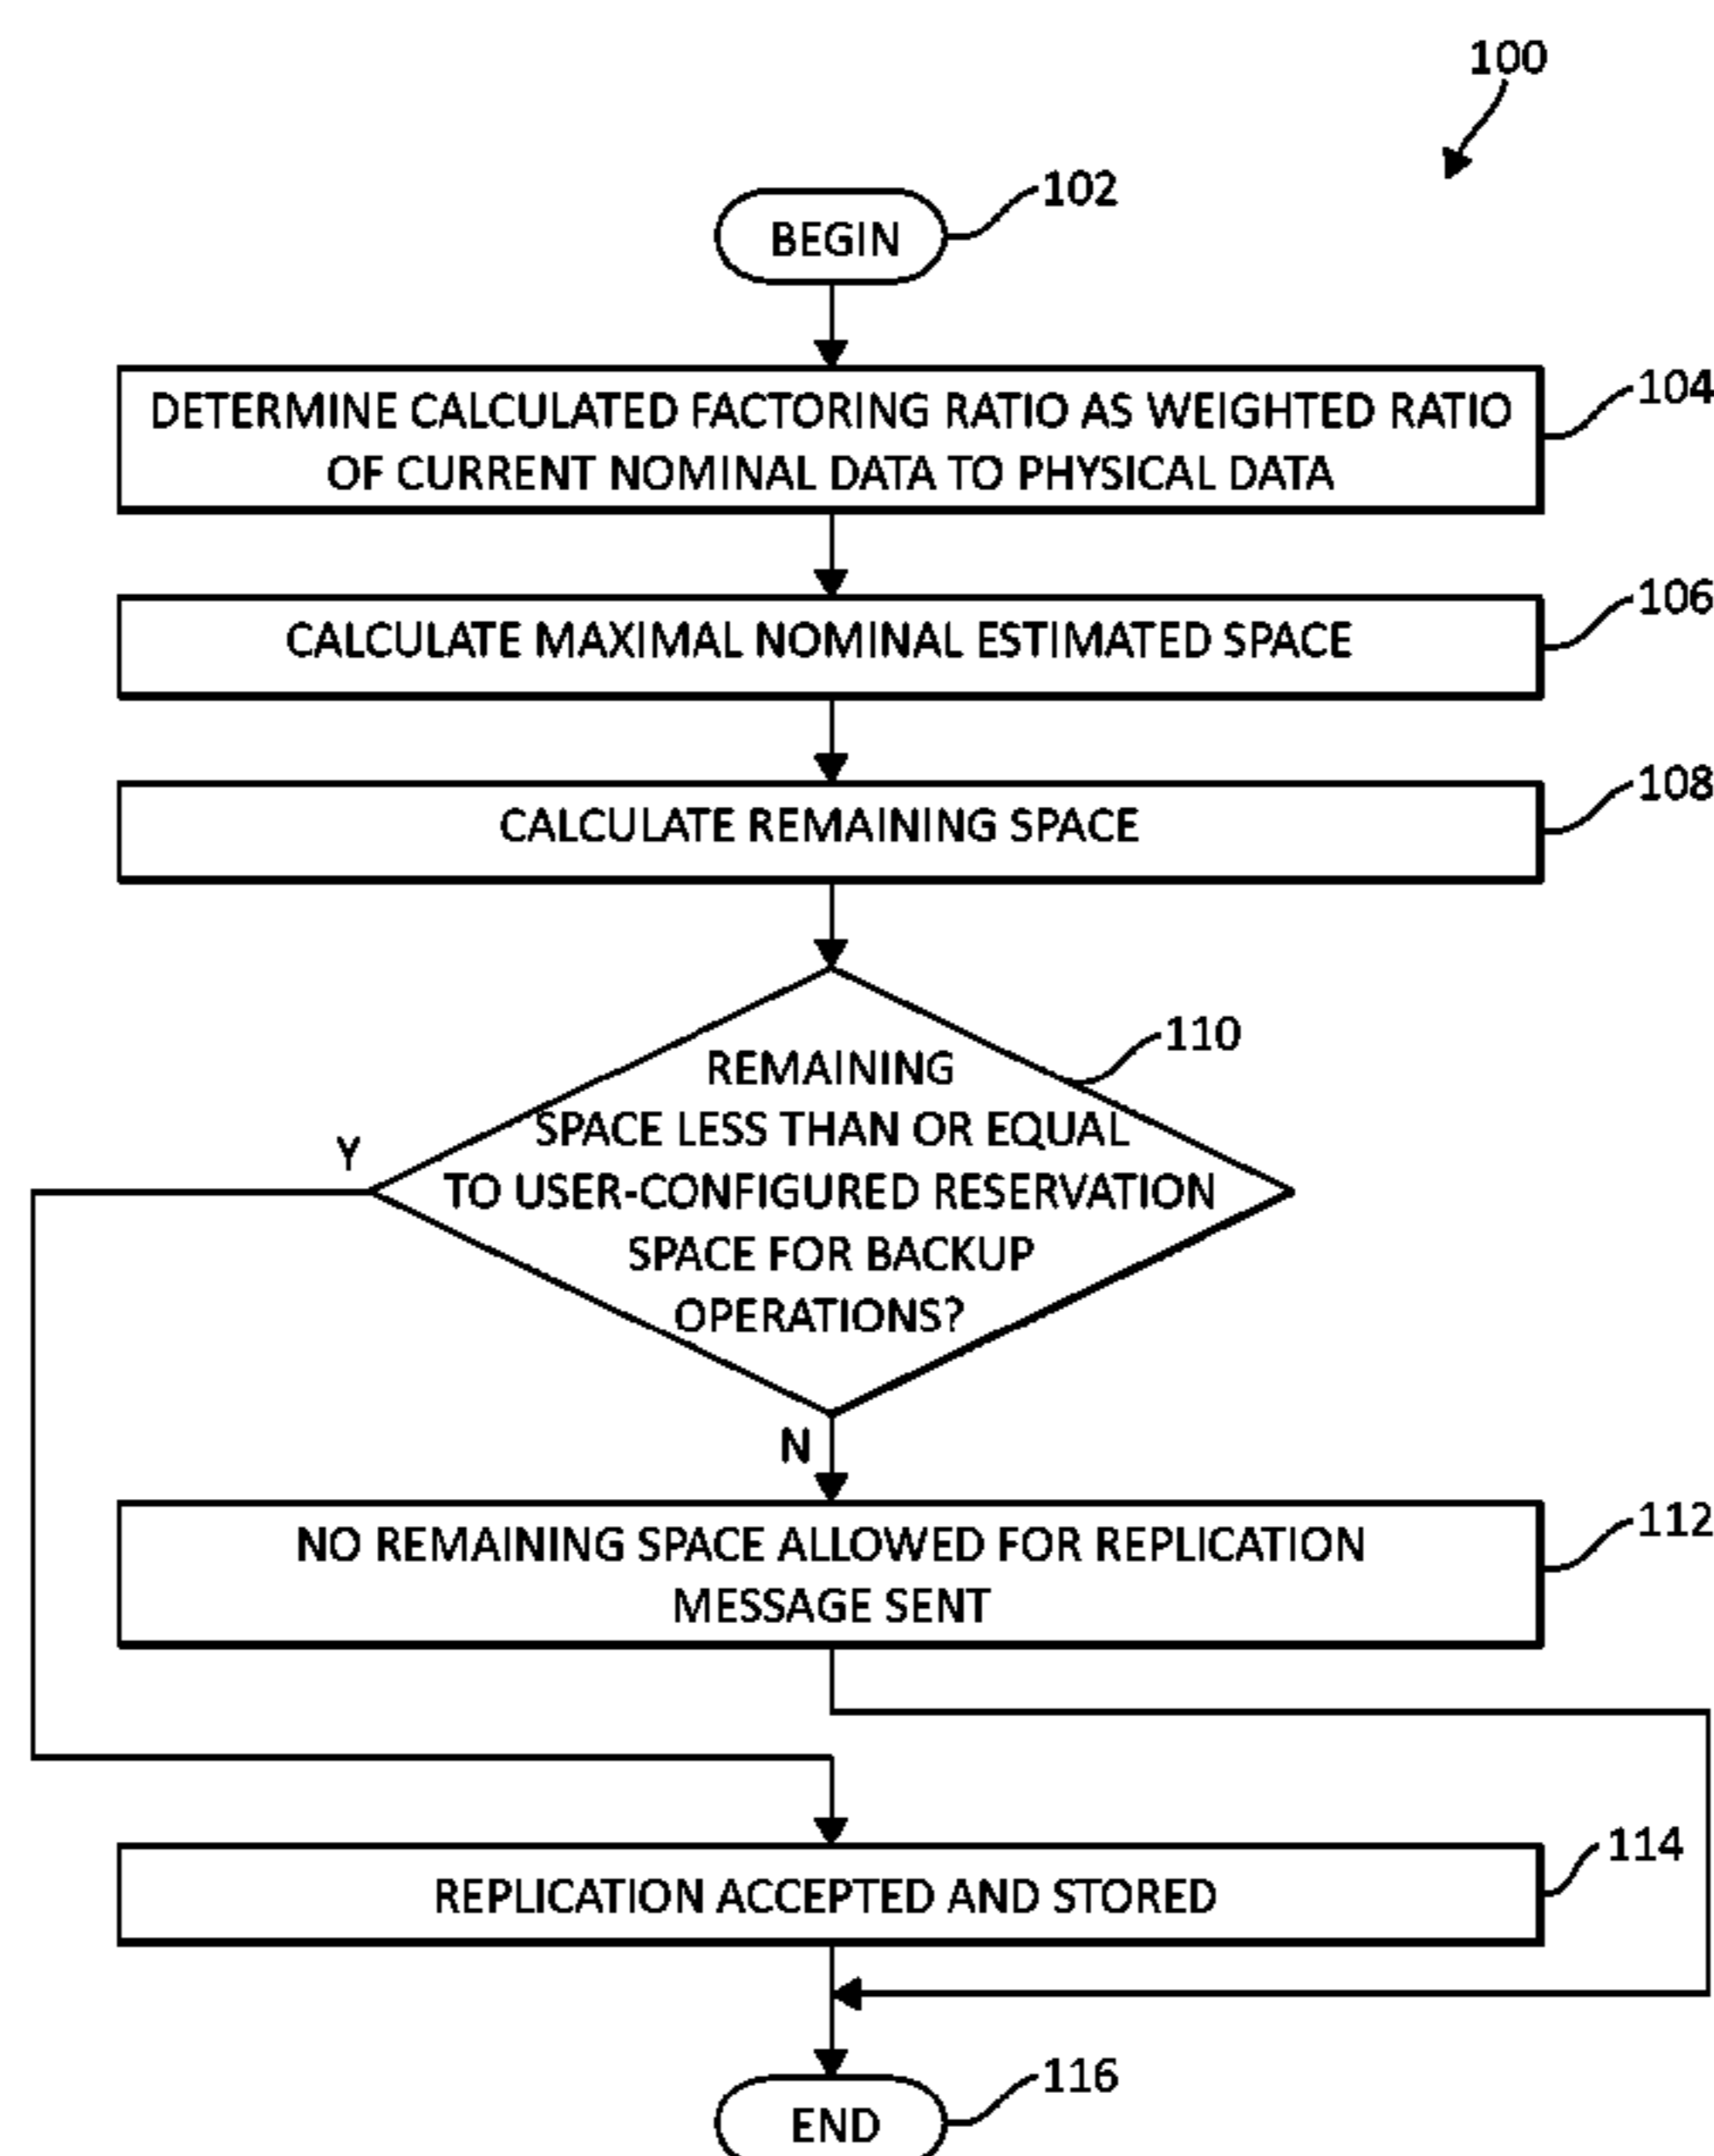 100
BEGIN
102
DETERMINE CALCULATED FACTORING RATIO AS WEIGHTED RATIO
OF CURRENT NOMINAL DATA TO PHYSICAL DATA
104
CALCULATE MAXIMAL NOMINAL ESTIMATED SPACE
106
CALCULATE REMAINING SPACE
108
REMAINING
SPACE LESS THAN OR EQUAL
TO USER-CONFIGURED RESERVATION
SPACE FOR BACKUP
OPERATIONS?
110
Y
N
NO REMAINING SPACE ALLOWED FOR REPLICATION
MESSAGE SENT
112
REPLICATION ACCEPTED AND STORED
114
END
116